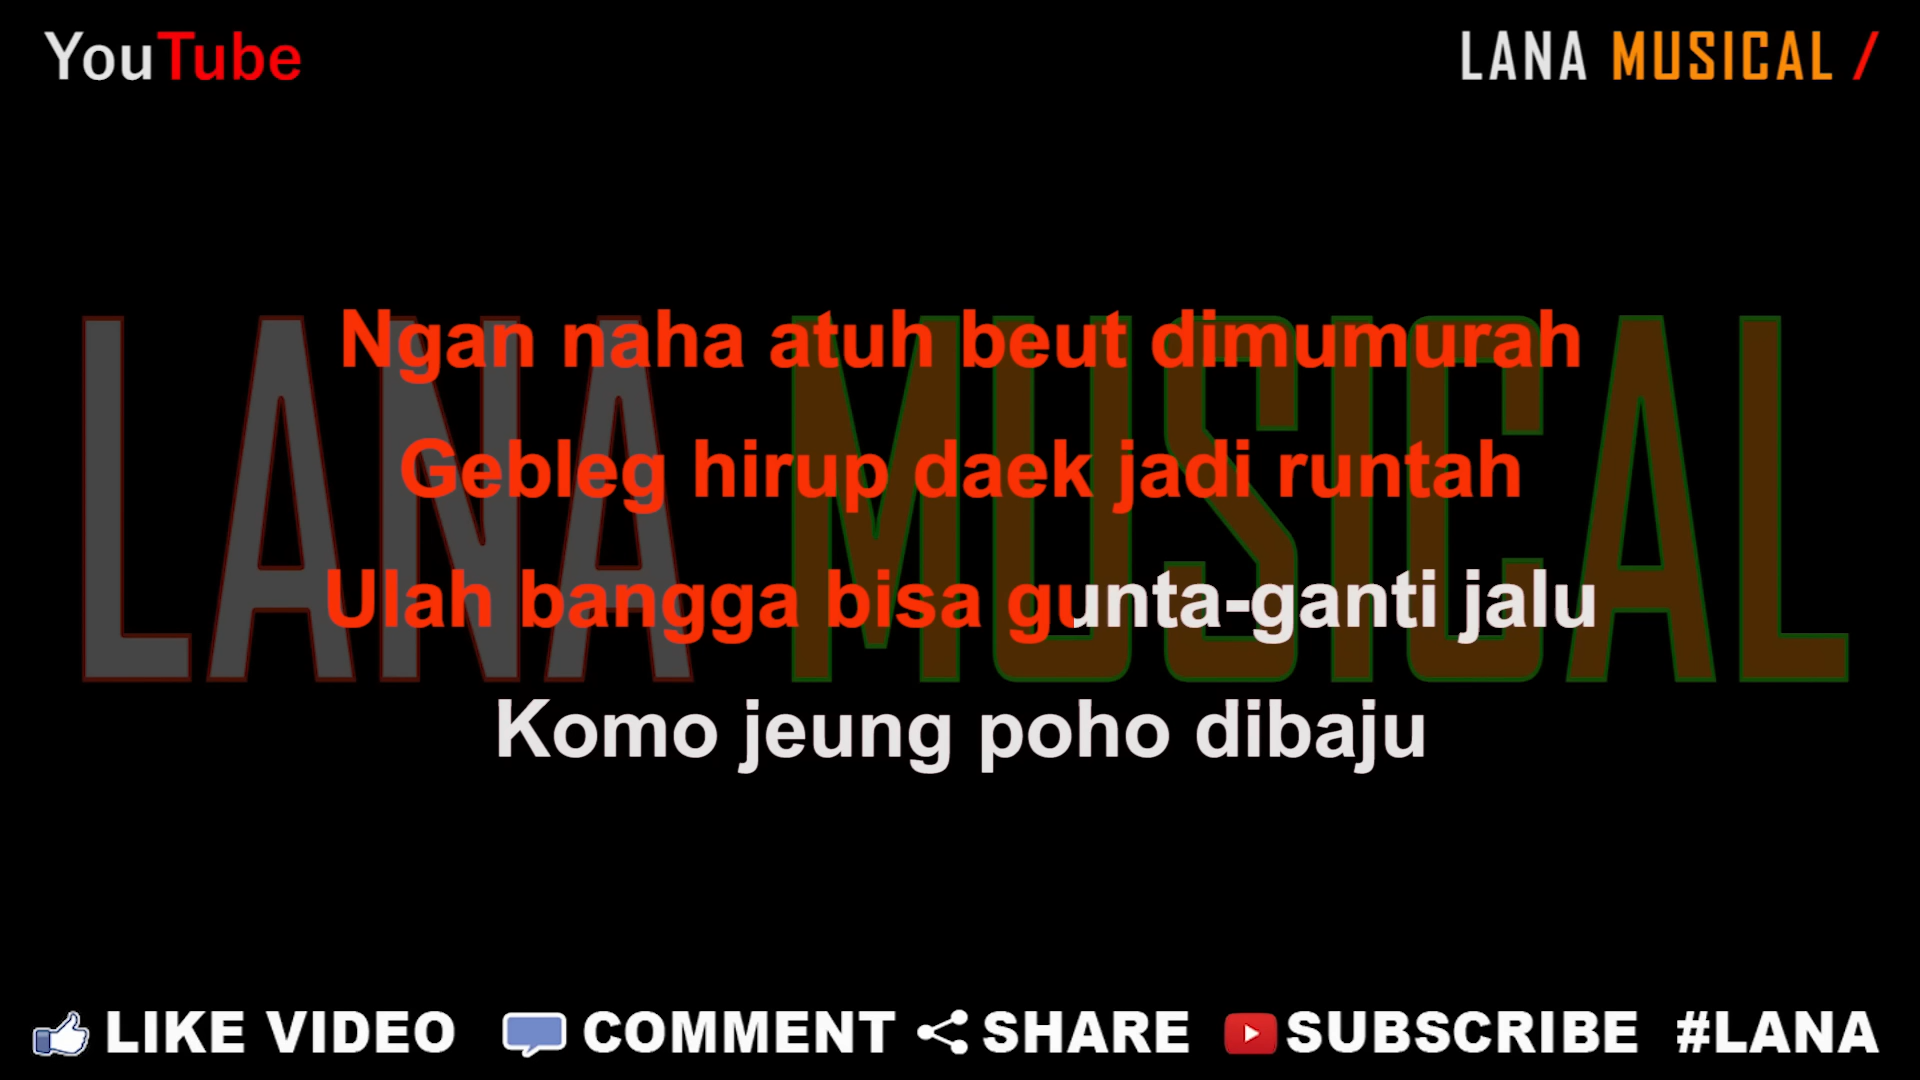 YouTube
LANA MUSICAL /
LANA MUSICAL
Ngan naha atuh beut dimumurah
Gebleg hirup daek jadi runtah
Ulah bangga bisa gunta-ganti jalu
Komo jeung poho dibaju
LIKE VIDEO COMMENT SHARE SUBSCRIBE #LANA